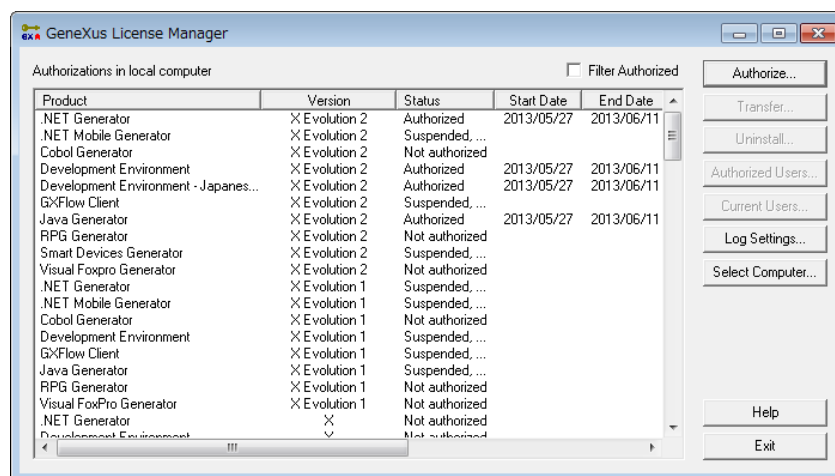 GeneXus License Manager
Authorizations in local computer
Filter Authorized
Product Version Status Start Date End Date
.NET Generator X Evolution 2 Authorized 2013/05/27 2013/06/11
.NET Mobile Generator X Evolution 2 Suspended, ...
Cobol Generator X Evolution 2 Not authorized
Development Environment X Evolution 2 Authorized 2013/05/27 2013/06/11
Development Environment - Japanes... X Evolution 2 Authorized 2013/05/27 2013/06/11
GXFlow Client X Evolution 2 Suspended, ...
Java Generator X Evolution 2 Authorized 2013/05/27 2013/06/11
RPG Generator X Evolution 2 Not authorized
Smart Devices Generator X Evolution 2 Suspended, ...
Visual Foxpro Generator X Evolution 2 Not authorized
.NET Generator X Evolution 1 Suspended, ...
.NET Mobile Generator X Evolution 1 Suspended, ...
Cobol Generator X Evolution 1 Not authorized
Development Environment X Evolution 1 Suspended, ...
GXFlow Client X Evolution 1 Suspended, ...
Java Generator X Evolution 1 Suspended, ...
RPG Generator X Evolution 1 Not authorized
Visual FoxPro Generator X Evolution 1 Not authorized
.NET Generator X Not authorized
Development Environment X Not authorized
Authorize...
Transfer...
Uninstall...
Authorized Users...
Current Users...
Log Settings...
Select Computer...
Help
Exit